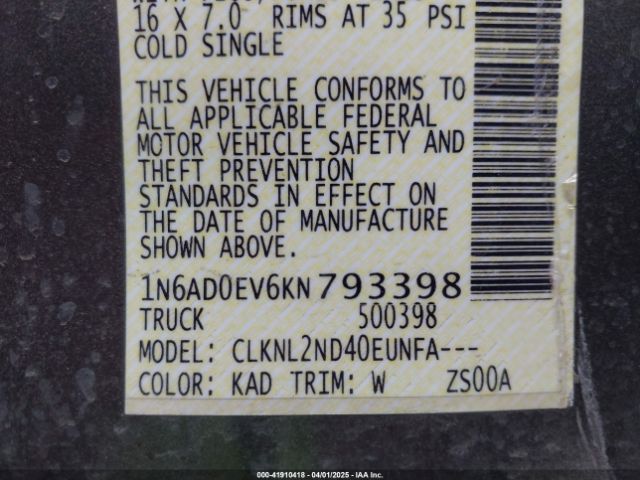 16 X 7.0 RIMS AT 35 PSI
COLD SINGLE
THIS VEHICLE CONFORMS TO
ALL APPLICABLE FEDERAL
MOTOR VEHICLE SAFETY AND
THEFT PREVENTION
STANDARDS IN EFFECT ON
THE DATE OF MANUFACTURE
SHOWN ABOVE.
1N6AD0EV6KN793398
TRUCK 500398
MODEL: CLKNL2ND40EUNFA---
COLOR: KAD TRIM: W ZS00A
000-41910418 - 04/01/2025 - IAA Inc.